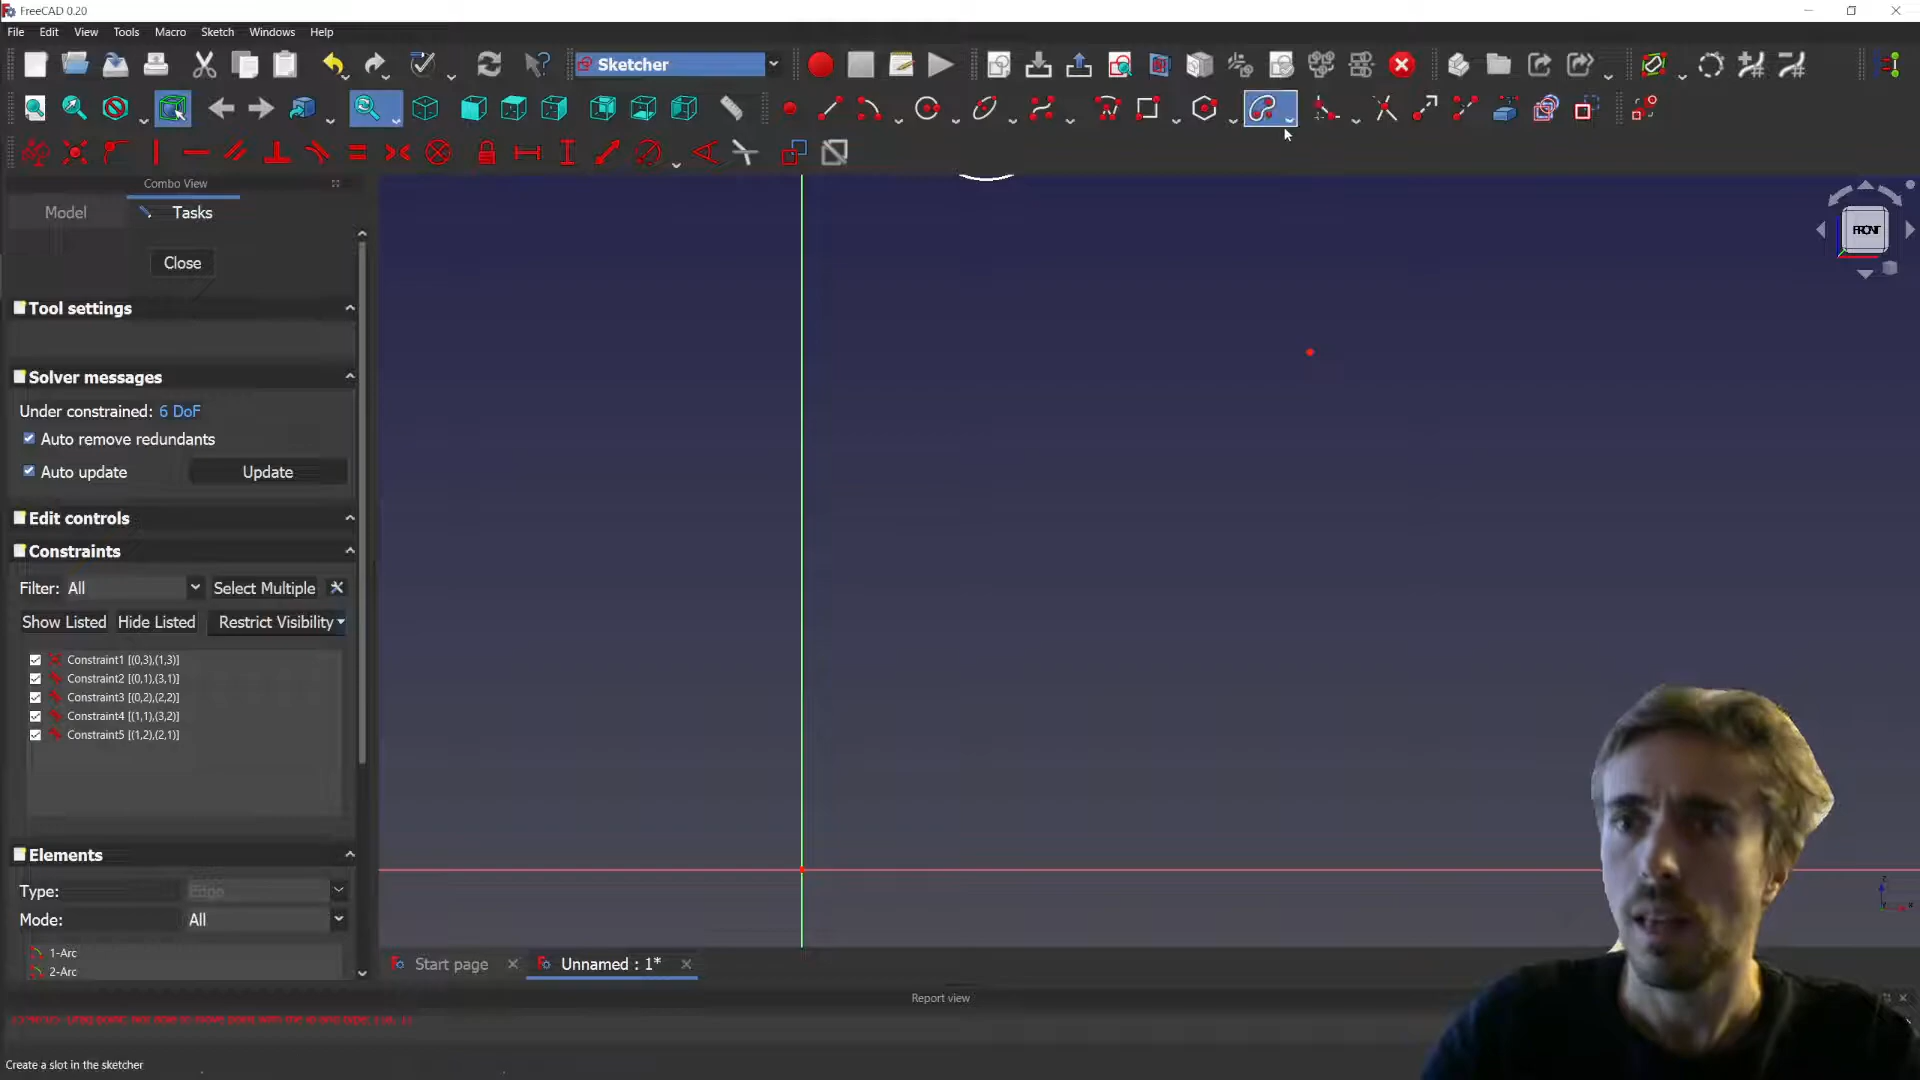 FreeCAD 0.20
File Edit View Tools Macro Sketch Windows Help
Sketcher
Combo View
Model Tasks
Close
Tool settings
Solver messages
Under constrained: 6 DoF
Auto remove redundants
Auto update Update
Edit controls
Constraints
Filter: All Select Multiple
Show Listed Hide Listed Restrict Visibility
Constraint1 [(0,3),(1,3)]
Constraint2 [(0,1),(3,1)]
Constraint3 [(0,2),(2,2)]
Constraint4 [(1,1),(3,2)]
Constraint5 [(1,2),(2,1)]
Elements
Type: Edge
Mode: All
1-Arc
2-Arc
FRONT
Start page Unnamed : 1*
Report view
Create a slot in the sketcher